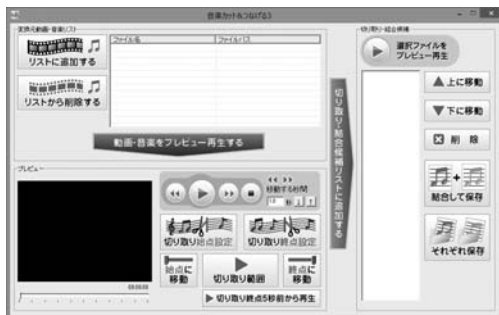 音楽カット&つなげる3
変換元動画・音楽リスト
リストに追加する
リストから削除する
ファイル名
ファイルパス
動画・音楽をプレビュー再生する
切り取り・結合候補リストに追加する
切り取り・結合候補
選択ファイルを
プレビュー再生
上に移動
下に移動
削 除
結合して保存
それぞれ保存
プレビュー
00:00:00
移動する秒間
切り取り始点設定
切り取り終点設定
始点に
移動
切り取り範囲
終点に
移動
切り取り終点5秒前から再生